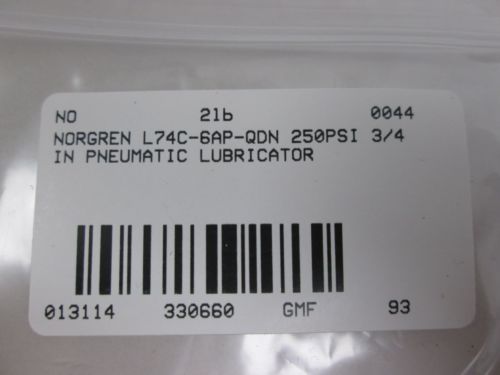 NO 21b 0044
NORGREN L74C-6AP-QDN 250PSI 3/4
IN PNEUMATIC LUBRICATOR
013114 330660 GMF 93